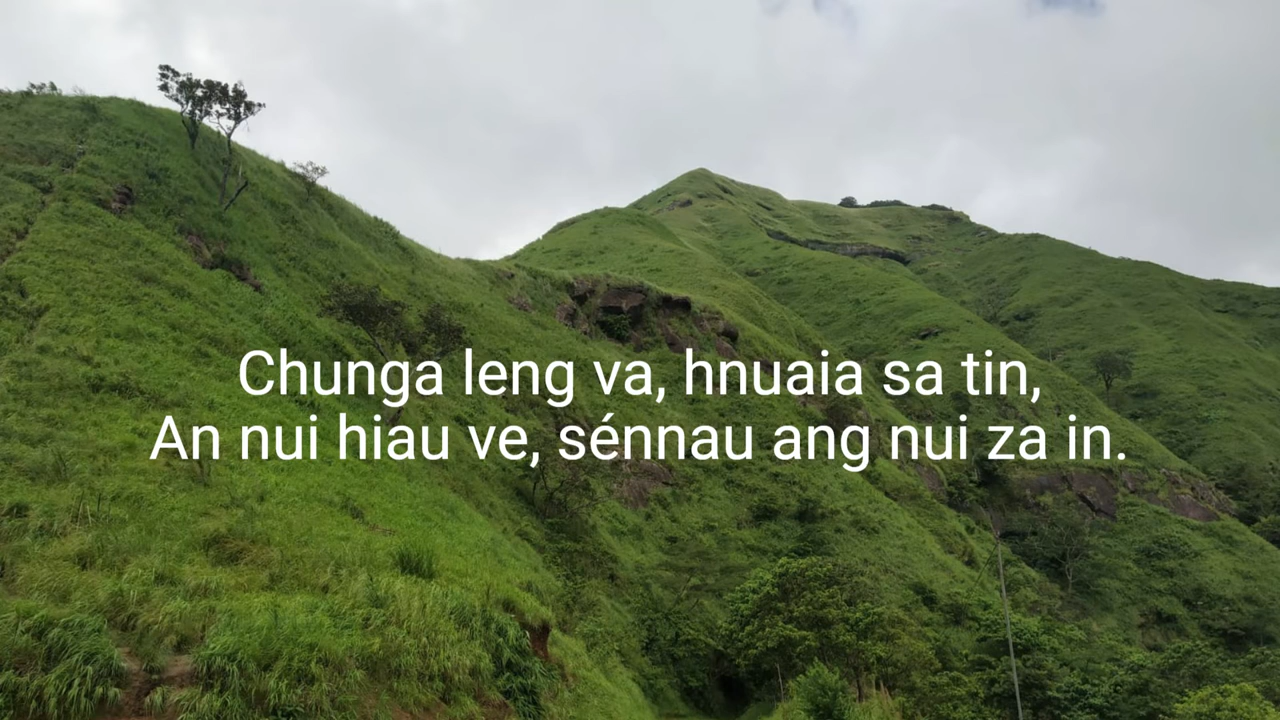 Chunga leng va, hnuaia sa tin,
An nui hiau ve, sénnau ang nui za in.